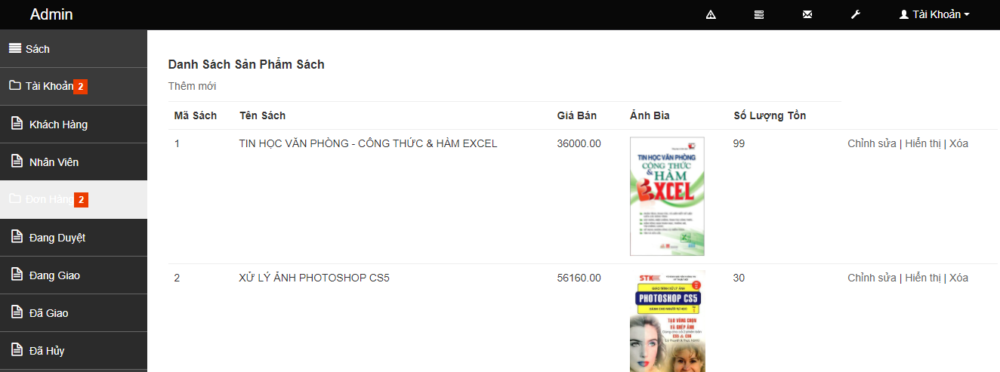 Admin
Tài Khoản
Sách
Tài Khoản 2
Khách Hàng
Nhân Viên
Đơn Hàng 2
Đang Duyệt
Đang Giao
Đã Giao
Đã Hủy
Danh Sách Sản Phẩm Sách
Thêm mới
Mã Sách Tên Sách Giá Bán Ảnh Bìa Số Lượng Tồn
1 TIN HỌC VĂN PHÒNG - CÔNG THỨC & HÀM EXCEL 36000.00 99 Chỉnh sửa | Hiển thị | Xóa
TIN HỌC VĂN PHÒNG
CÔNG THỨC
& HÀM
EXCEL
2 XỬ LÝ ẢNH PHOTOSHOP CS5 56160.00 30 Chỉnh sửa | Hiển thị | Xóa
STK
GIÁO TRÌNH XỬ LÝ ẢNH
PHOTOSHOP CS5
DÀNH CHO NGƯỜI TỰ HỌC
TẠO VÙNG CHỌN
VÀ GHÉP ẢNH